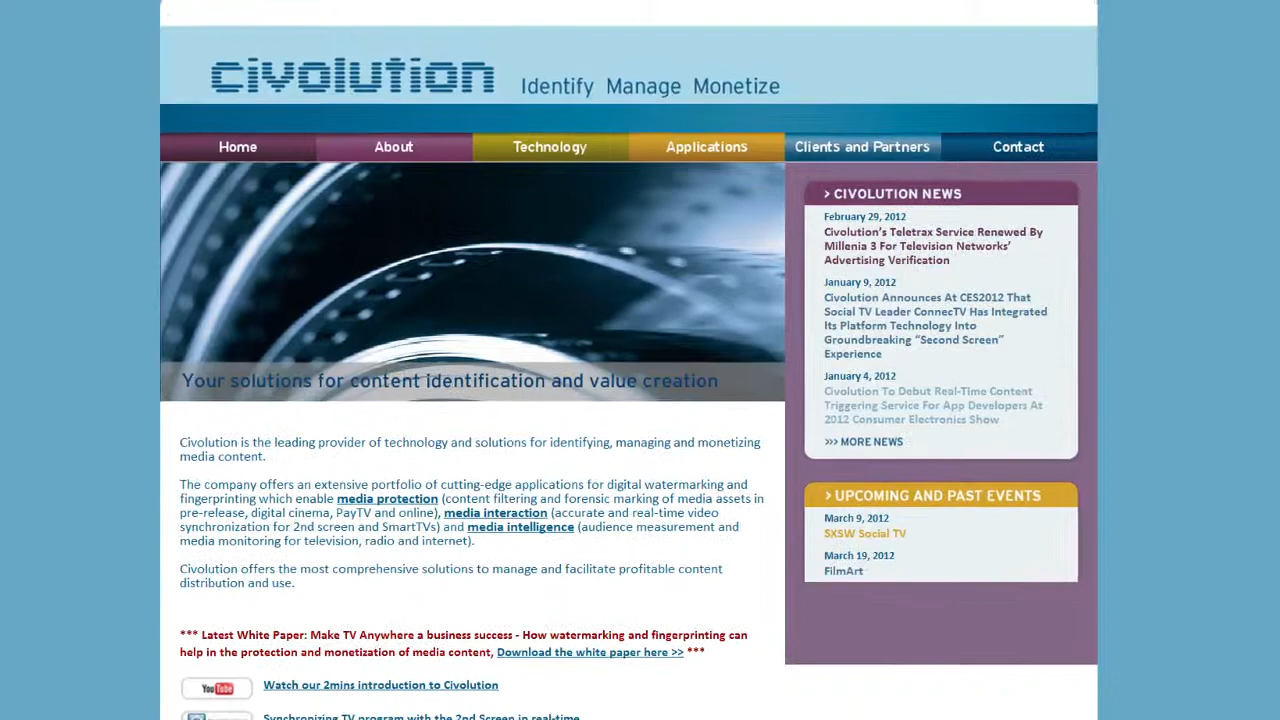 civolution Identify Manage Monetize
Home About Technology Applications Clients and Partners Contact
Your solutions for content identification and value creation
Civolution is the leading provider of technology and solutions for identifying, managing and monetizing
media content.
The company offers an extensive portfolio of cutting-edge applications for digital watermarking and
fingerprinting which enable media protection (content filtering and forensic marking of media assets in
pre-release, digital cinema, PayTV and online), media interaction (accurate and real-time video
synchronization for 2nd screen and SmartTVs) and media intelligence (audience measurement and
media monitoring for television, radio and internet).
Civolution offers the most comprehensive solutions to manage and facilitate profitable content
distribution and use.
*** Latest White Paper: Make TV Anywhere a business success - How watermarking and fingerprinting can
help in the protection and monetization of media content, Download the white paper here >> ***
YouTube Watch our 2mins introduction to Civolution
Synchronizing TV program with the 2nd Screen in real-time
> CIVOLUTION NEWS
February 29, 2012
Civolution's Teletrax Service Renewed By
Millenia 3 For Television Networks'
Advertising Verification
January 9, 2012
Civolution Announces At CES2012 That
Social TV Leader ConnecTV Has Integrated
Its Platform Technology Into
Groundbreaking "Second Screen"
Experience
January 4, 2012
Civolution To Debut Real-Time Content
Triggering Service For App Developers At
2012 Consumer Electronics Show
>>> MORE NEWS
> UPCOMING AND PAST EVENTS
March 9, 2012
SXSW Social TV
March 19, 2012
FilmArt